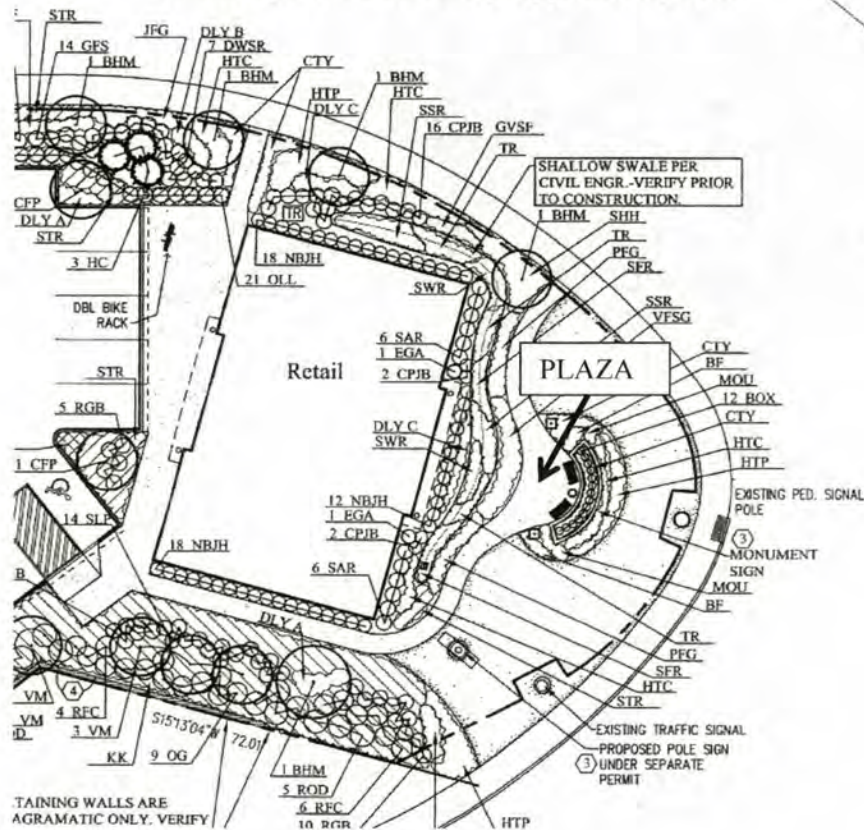 STR
14 GFS
1 BHM
JFG
DLY B
7 DWSR
HTC
1 BHM
CTY
HTP
DLY C
1 BHM
HTC
SSR
16 CPJB
GVSF
TR
SHALLOW SWALE PER
CIVIL ENGR.-VERIFY PRIOR
TO CONSTRUCTION.
1 BHM
SHH
TR
PFG
SFR
SSR
VFSG
CTY
BF
MOU
12 BOX
CTY
HTC
HTP
CFP
DLY A
STR
3 HC
TR
18 NBJH
21 OLL
SWR
DBL BIKE
RACK
6 SAR
1 EGA
2 CPJB
Retail
PLAZA
STR
5 RGB
1 CFP
DLY C
SWR
EXISTING PED. SIGNAL
POLE
3
MONUMENT
SIGN
14 SLP
12 NBJH
1 EGA
2 CPJB
18 NBJH
6 SAR
MOU
BF
B
DLY A
TR
PFG
SFR
HTC
STR
VM
4
VM
OD
4 RFC
3 VM
KK
S15°13'04"W
72.01'
9 OG
1 BHM
5 ROD
6 RFC
10 RGB
HTP
EXISTING TRAFFIC SIGNAL
PROPOSED POLE SIGN
3 UNDER SEPARATE
PERMIT
TAINING WALLS ARE
AGRAMATIC ONLY. VERIFY